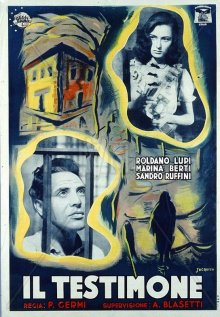 ROLDANO LUPI
MARINA BERTI
SANDRO RUFFINI
IL TESTIMONE
REGIA: P. GERMI SUPERVISIONE: A. BLASETTI